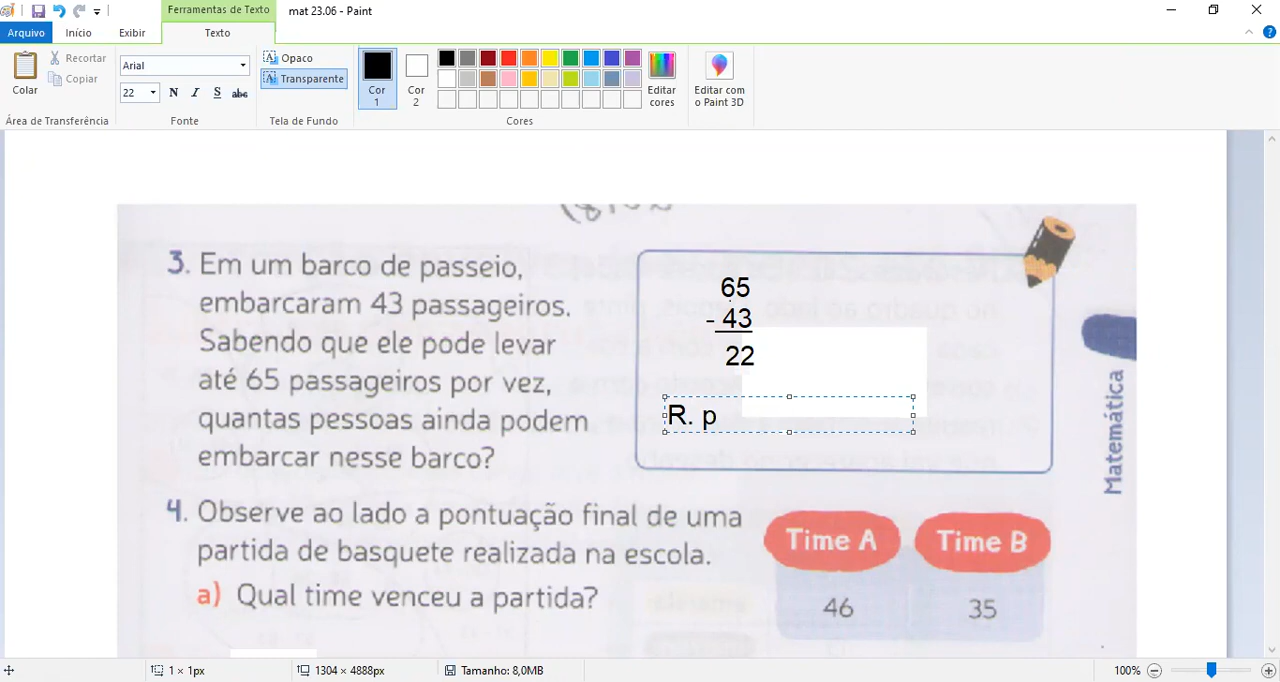 Ferramentas de Texto
mat 23.06 - Paint
Arquivo
Início
Exibir
Texto
Colar
Recortar
Copiar
Área de Transferência
Arial
22
N I S abc
Fonte
Opaco
Transparente
Tela de Fundo
Cor 1
Cor 2
Cores
Editar cores
Editar com o Paint 3D
3. Em um barco de passeio,
embarcaram 43 passageiros.
Sabendo que ele pode levar
até 65 passageiros por vez,
quantas pessoas ainda podem
embarcar nesse barco?
65
- 43
22
R. p
Matemática
4. Observe ao lado a pontuação final de uma
partida de basquete realizada na escola.
a) Qual time venceu a partida?
Time A Time B
46 35
1 × 1px
1304 × 4888px
Tamanho: 8,0MB
100%